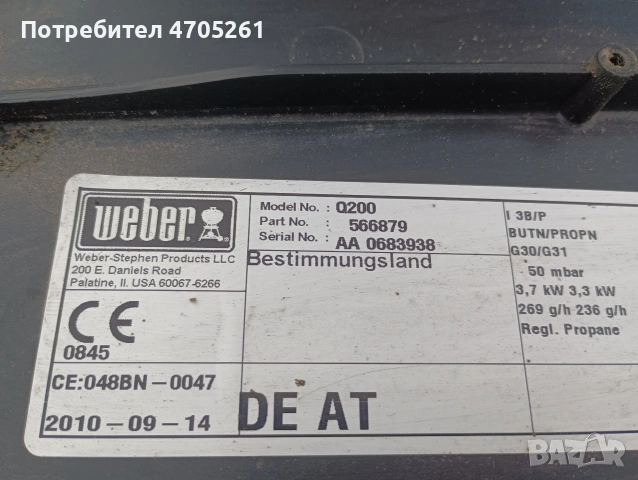 Потребител 4705261
weber
Weber-Stephen Products LLC
200 E. Daniels Road
Palatine, Il. USA 60067-6266
CE
0845
CE:048BN-0047
2010-09-14
Model No. : Q200
Part No. : 566879
Serial No. : AA 0683938
Bestimmungsland
DE AT
I 3B/P
BUTN/PROPN
G30/G31
50 mbar
3,7 kW 3,3 kW
269 g/h 236 g/h
Regl. Propane
BAZAR